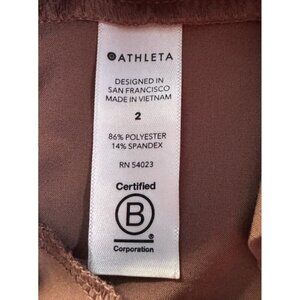 ATHLETA
DESIGNED IN
SAN FRANCISCO
MADE IN VIETNAM
2
86% POLYESTER
14% SPANDEX
RN 54023
Certified
B
Corporation